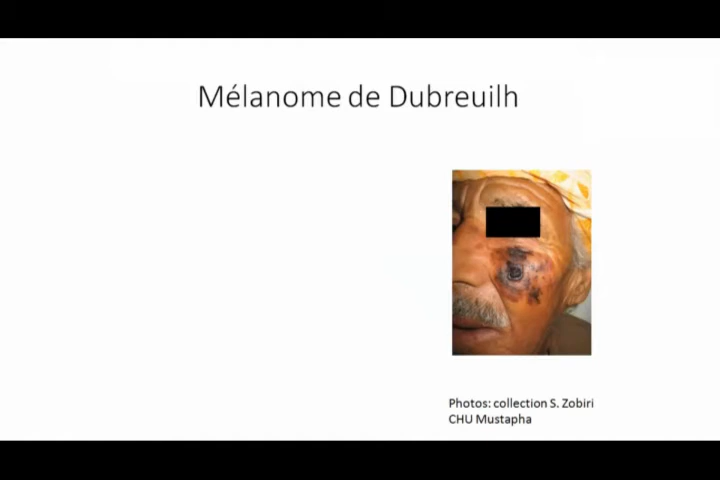 Mélanome de Dubreuilh
Photos: collection S. Zobiri
CHU Mustapha